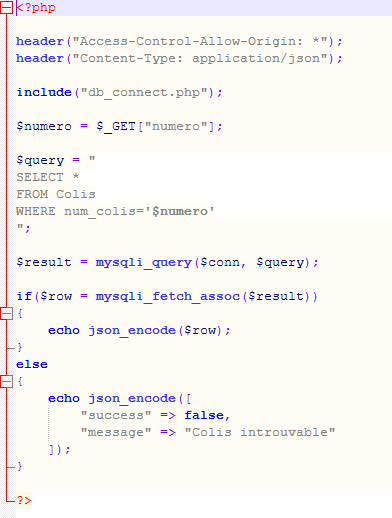 <?php
header("Access-Control-Allow-Origin: *");
header("Content-Type: application/json");
include("db_connect.php");
$numero = $_GET["numero"];
$query = "
SELECT *
FROM Colis
WHERE num_colis='$numero'
";
$result = mysqli_query($conn, $query);
if($row = mysqli_fetch_assoc($result))
{
    echo json_encode($row);
}
else
{
    echo json_encode([
        "success" => false,
        "message" => "Colis introuvable"
    ]);
}
?>